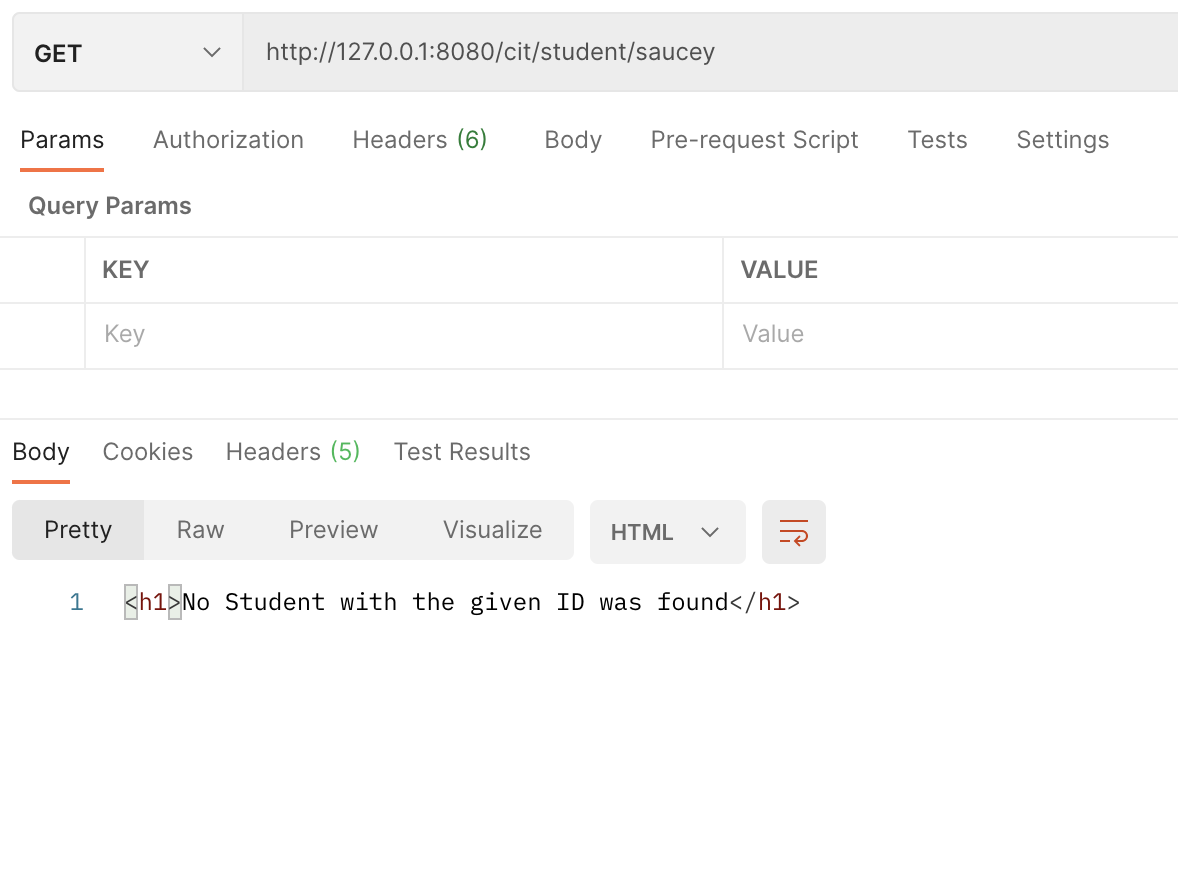 GET http://127.0.0.1:8080/cit/student/saucey
Params Authorization Headers (6) Body Pre-request Script Tests Settings
Query Params
KEY VALUE
Key Value
Body Cookies Headers (5) Test Results
Pretty Raw Preview Visualize HTML
1 <h1>No Student with the given ID was found</h1>